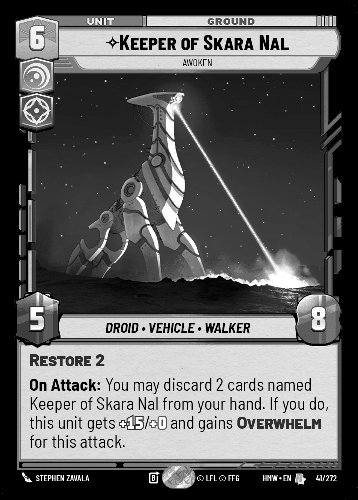 UNIT
GROUND
6
✧KEEPER OF SKARA NAL
AWOKEN
5
8
DROID • VEHICLE • WALKER
RESTORE 2
On Attack: You may discard 2 cards named
Keeper of Skara Nal from your hand. If you do,
this unit gets +15/+0 and gains OVERWHELM
for this attack.
STEPHEN ZAVALA
© LFL © FFG
HMW • EN
41/272